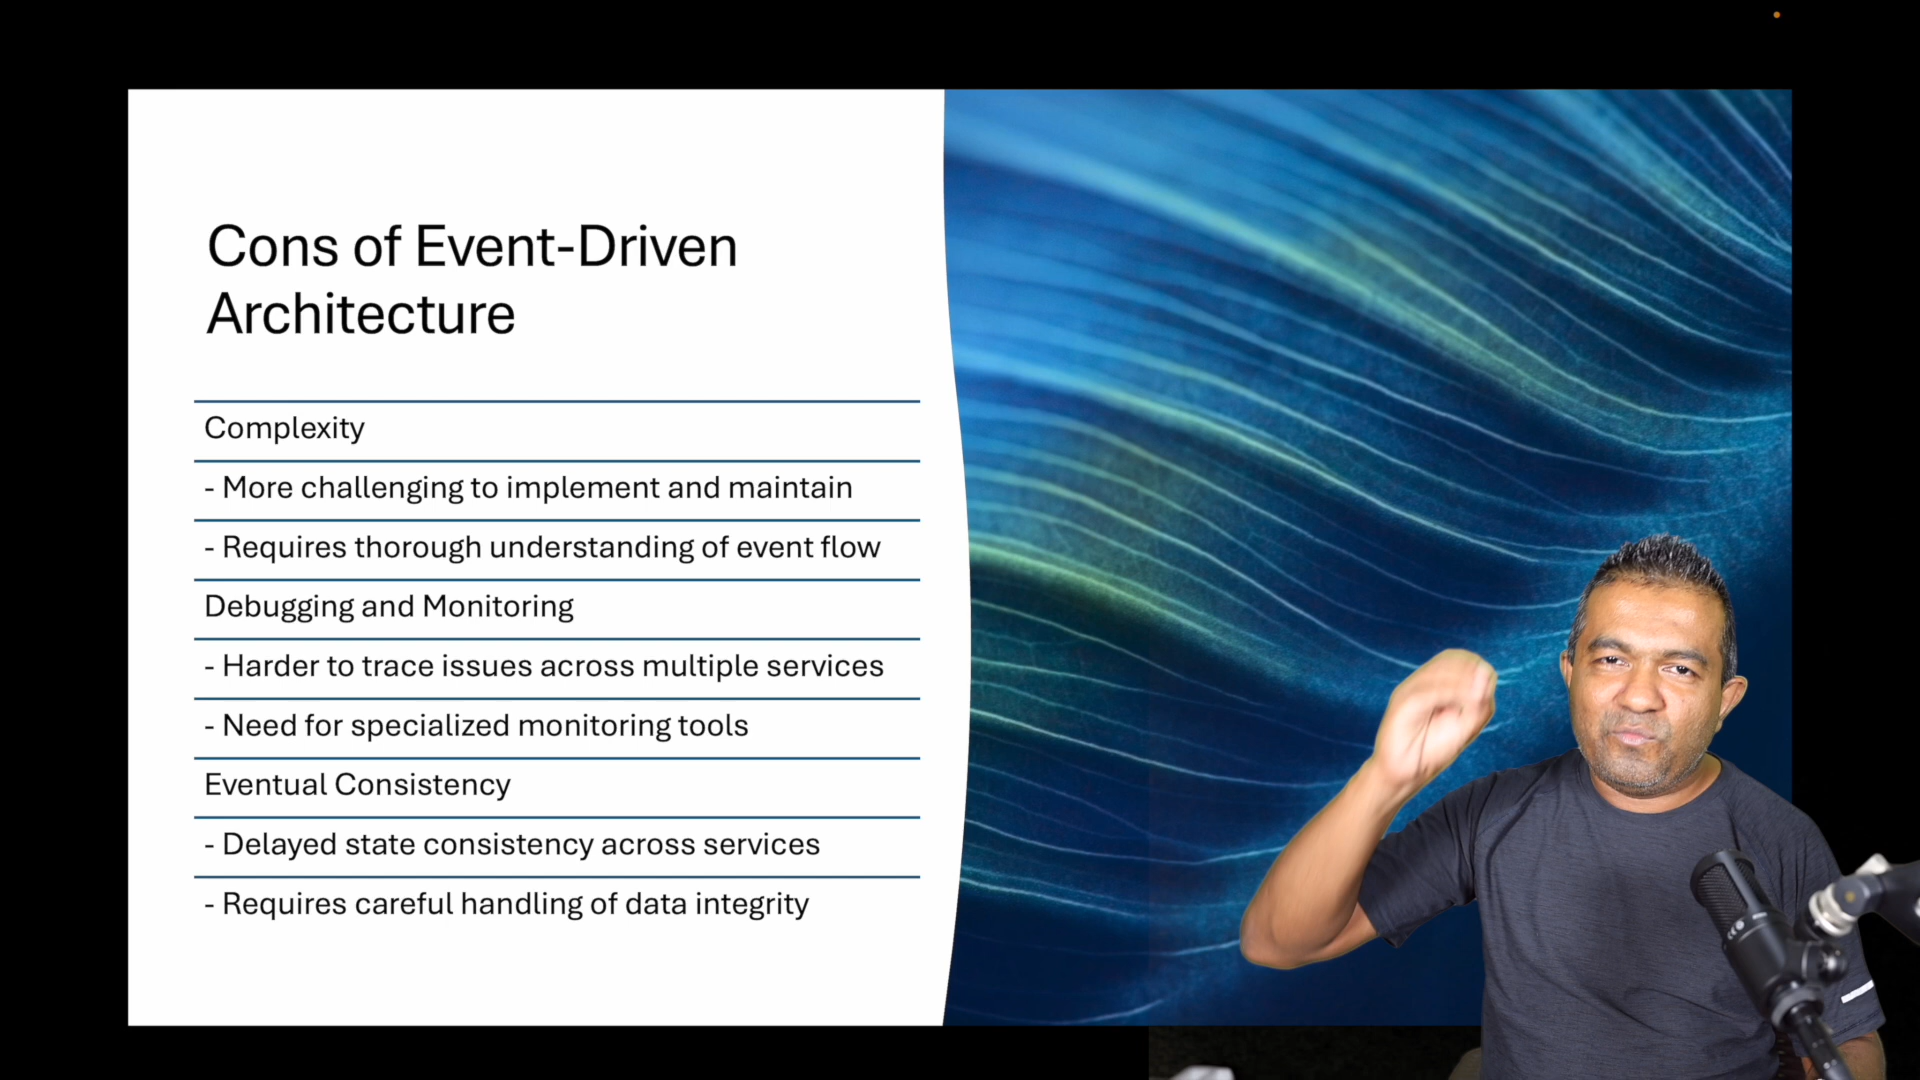 Cons of Event-Driven
Architecture
Complexity
- More challenging to implement and maintain
- Requires thorough understanding of event flow
Debugging and Monitoring
- Harder to trace issues across multiple services
- Need for specialized monitoring tools
Eventual Consistency
- Delayed state consistency across services
- Requires careful handling of data integrity